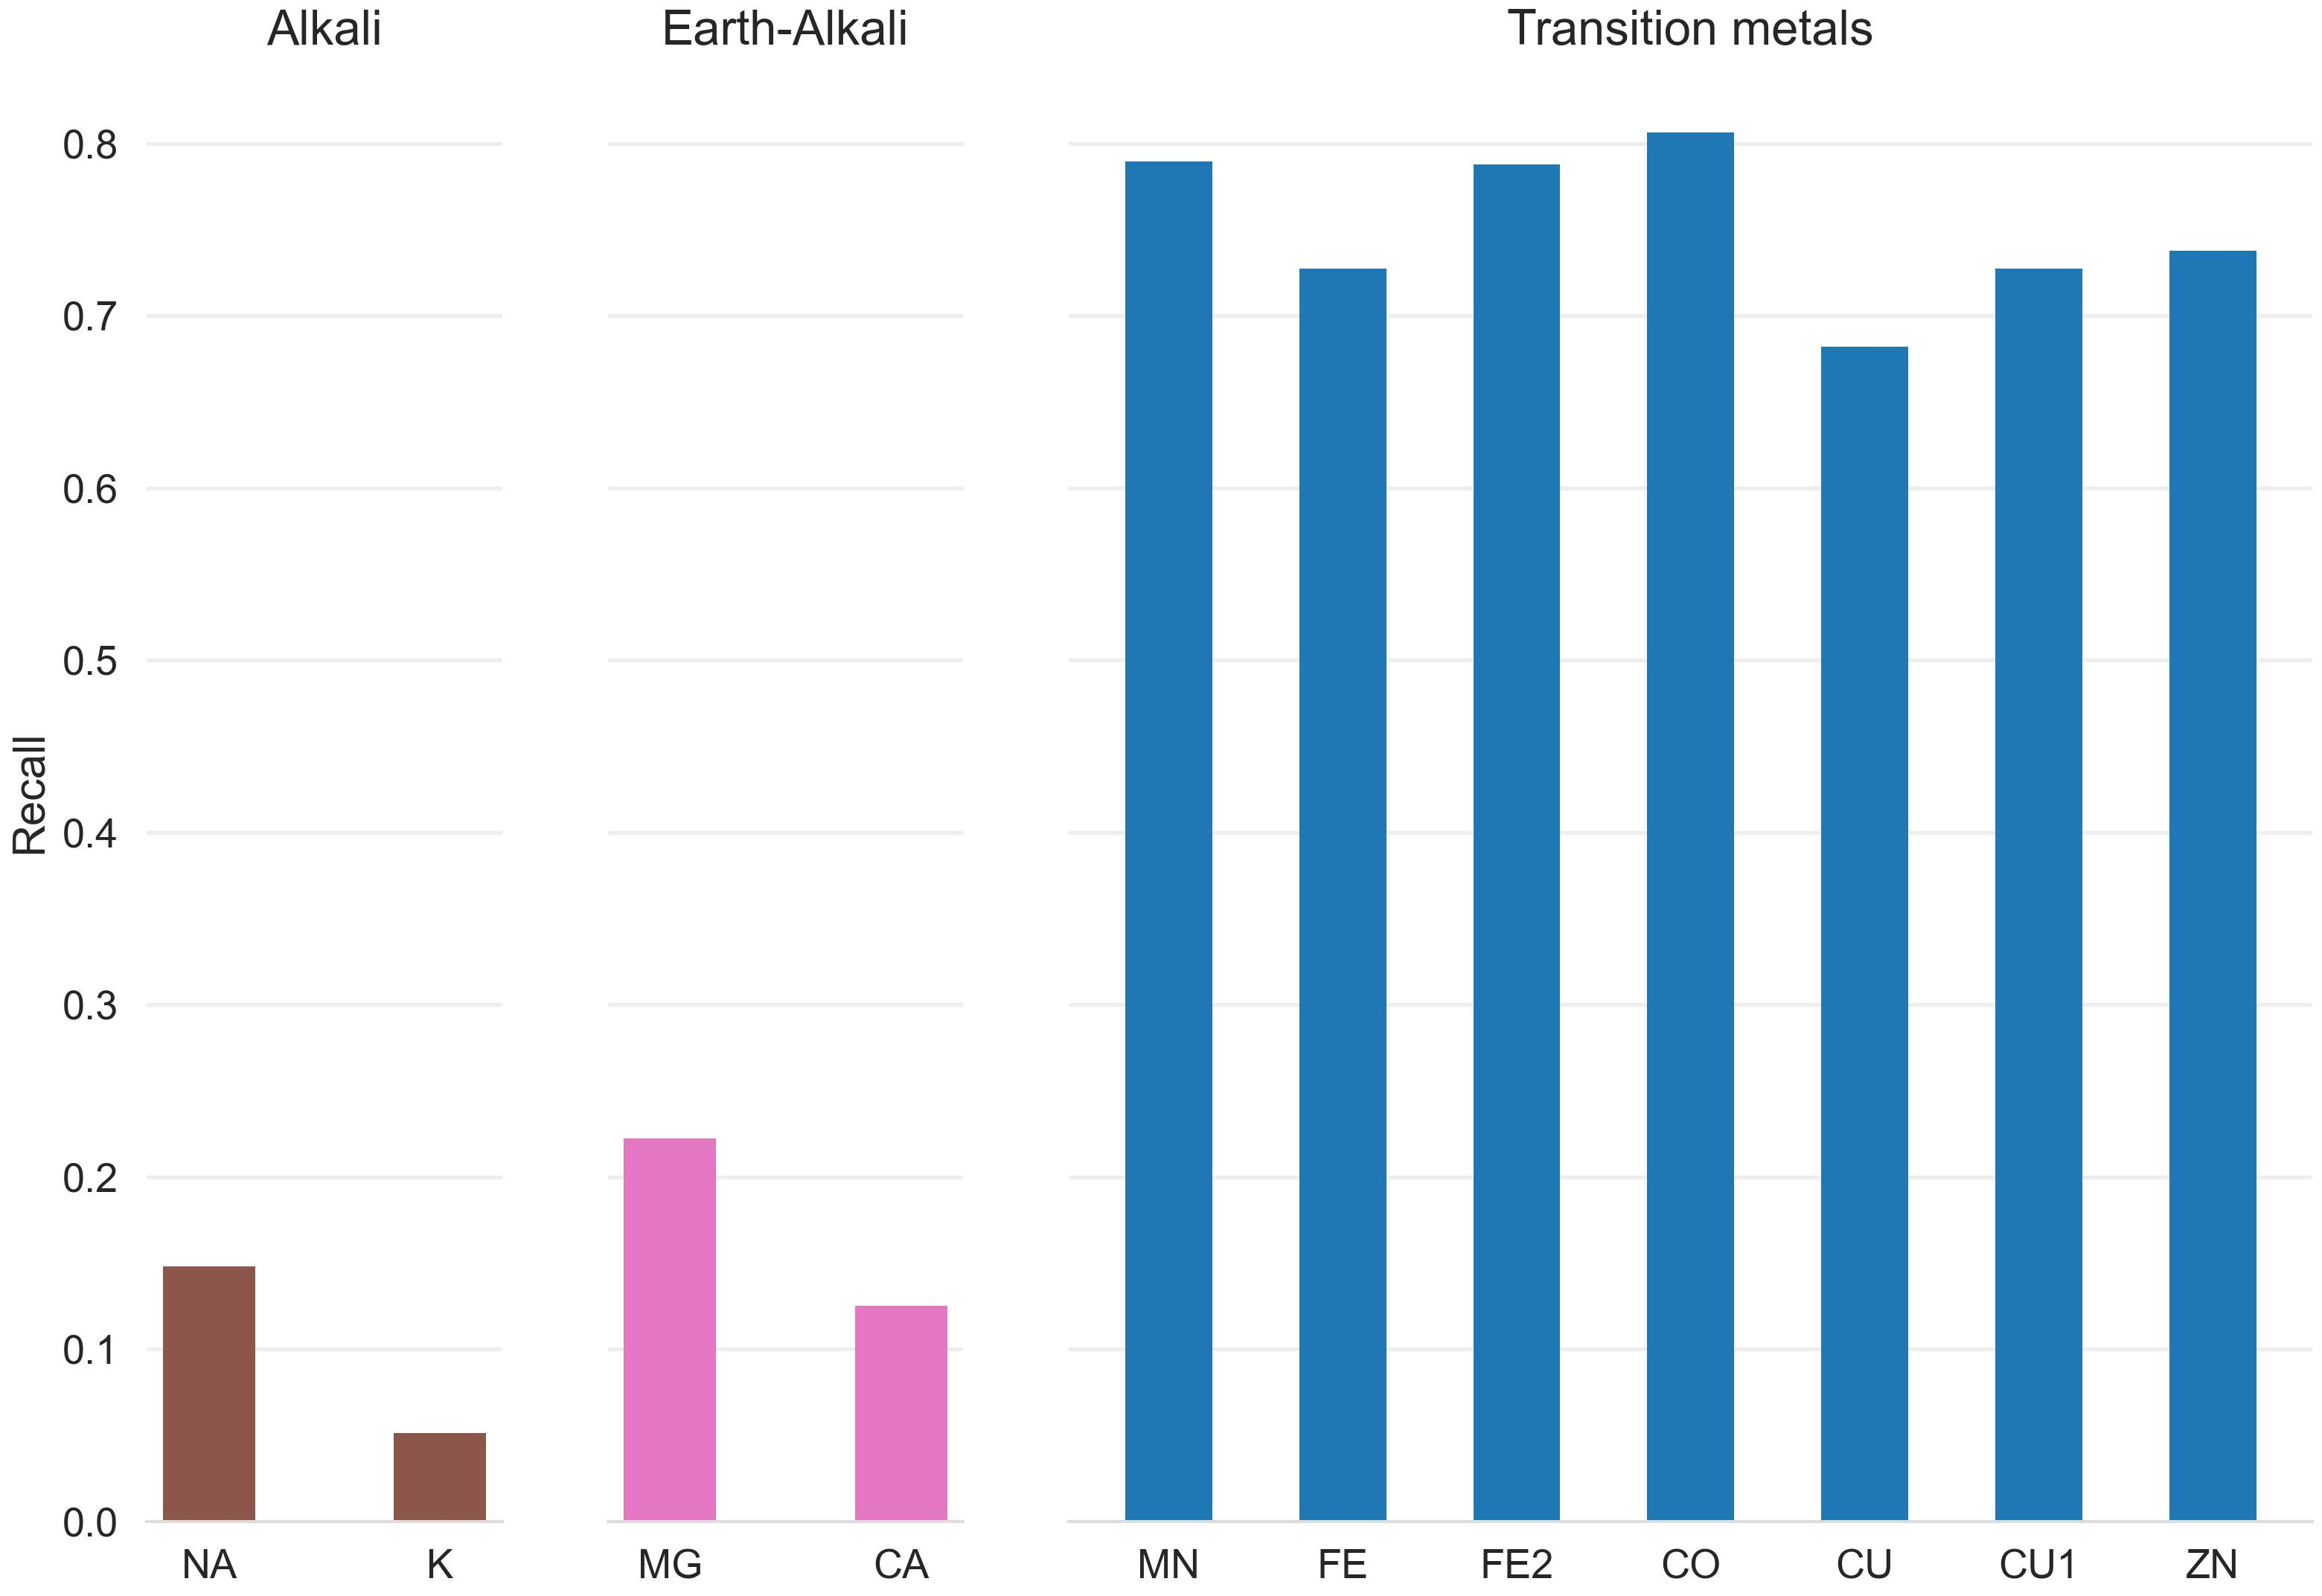 Alkali
Earth-Alkali
Transition metals
Recall
0.8
0.7
0.6
0.5
0.4
0.3
0.2
0.1
0.0
NA K MG CA MN FE FE2 CO CU CU1 ZN